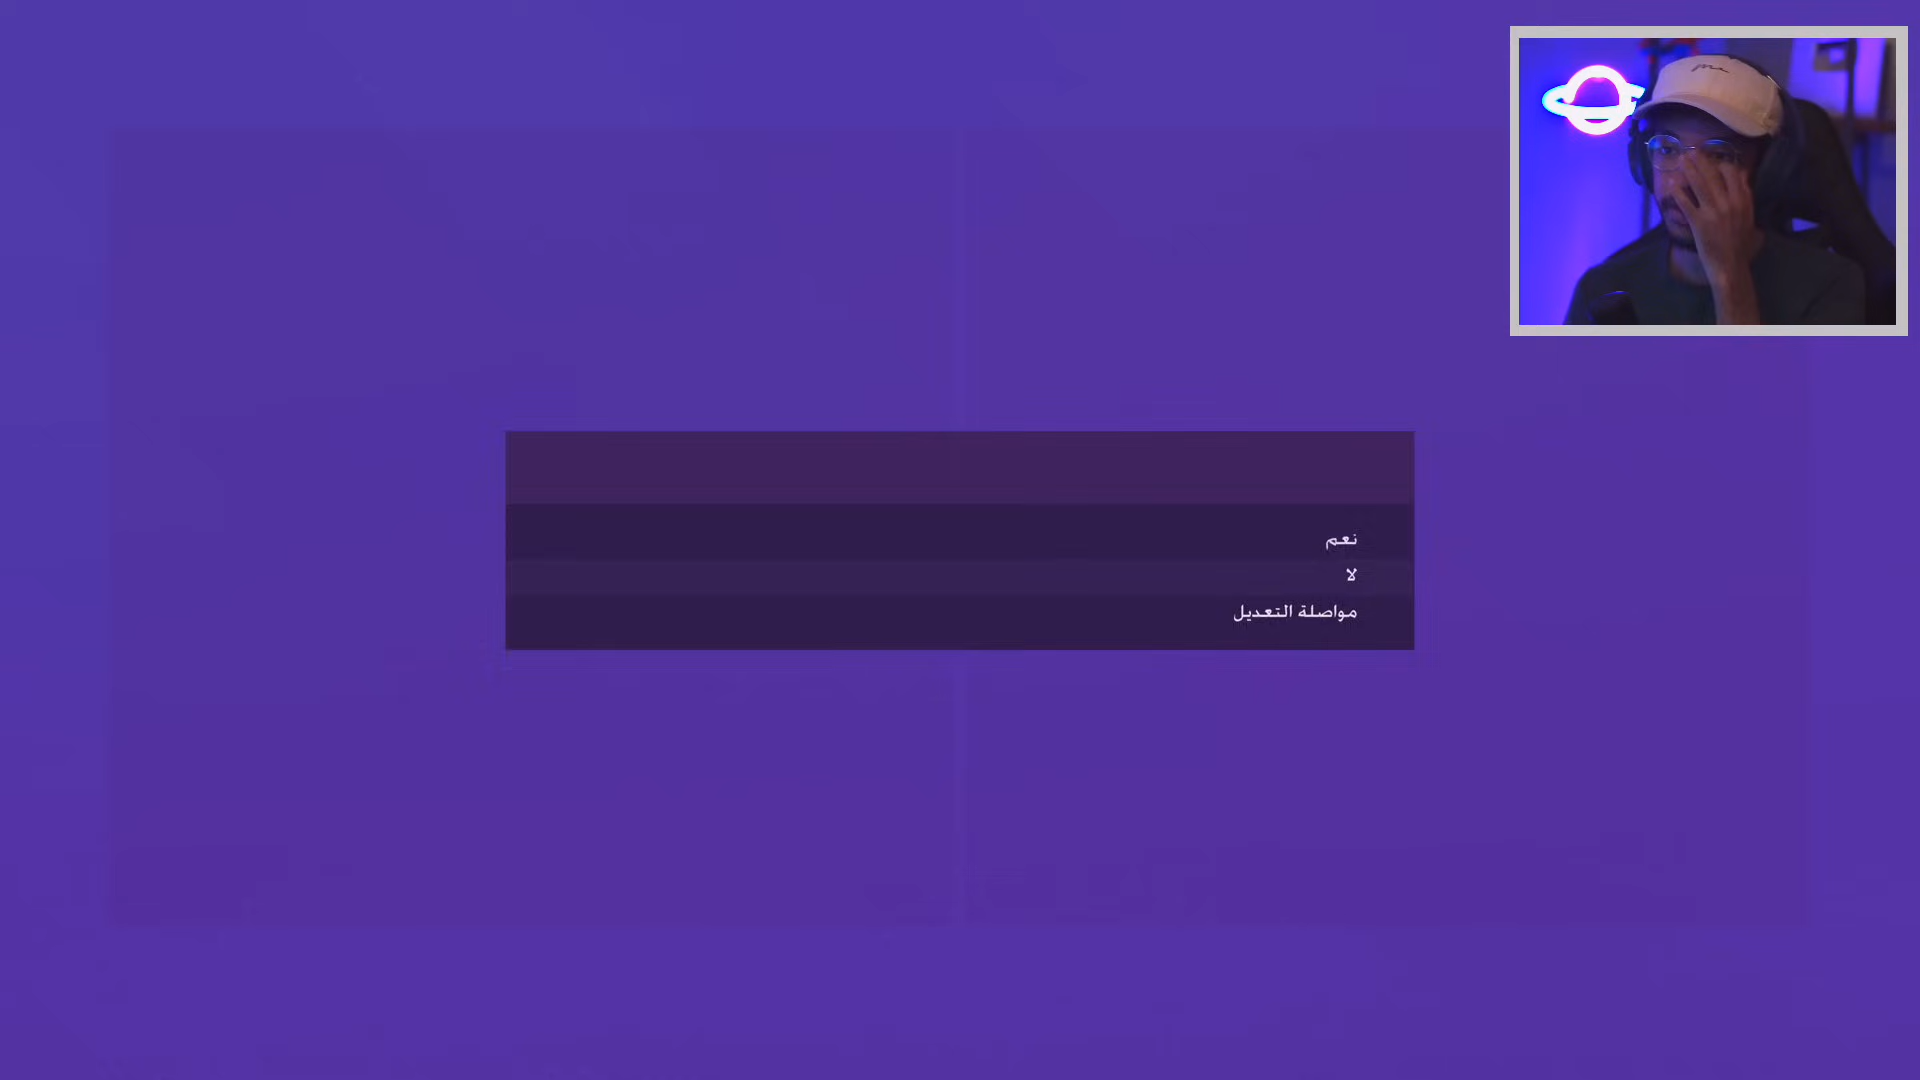 نعم
لا
مواصلة التعديل